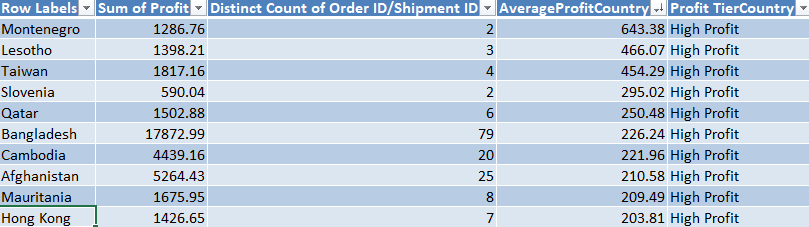 Row Labels Sum of Profit Distinct Count of Order ID/Shipment ID AverageProfitCountry Profit TierCountry
Montenegro 1286.76 2 643.38 High Profit
Lesotho 1398.21 3 466.07 High Profit
Taiwan 1817.16 4 454.29 High Profit
Slovenia 590.04 2 295.02 High Profit
Qatar 1502.88 6 250.48 High Profit
Bangladesh 17872.99 79 226.24 High Profit
Cambodia 4439.16 20 221.96 High Profit
Afghanistan 5264.43 25 210.58 High Profit
Mauritania 1675.95 8 209.49 High Profit
Hong Kong 1426.65 7 203.81 High Profit